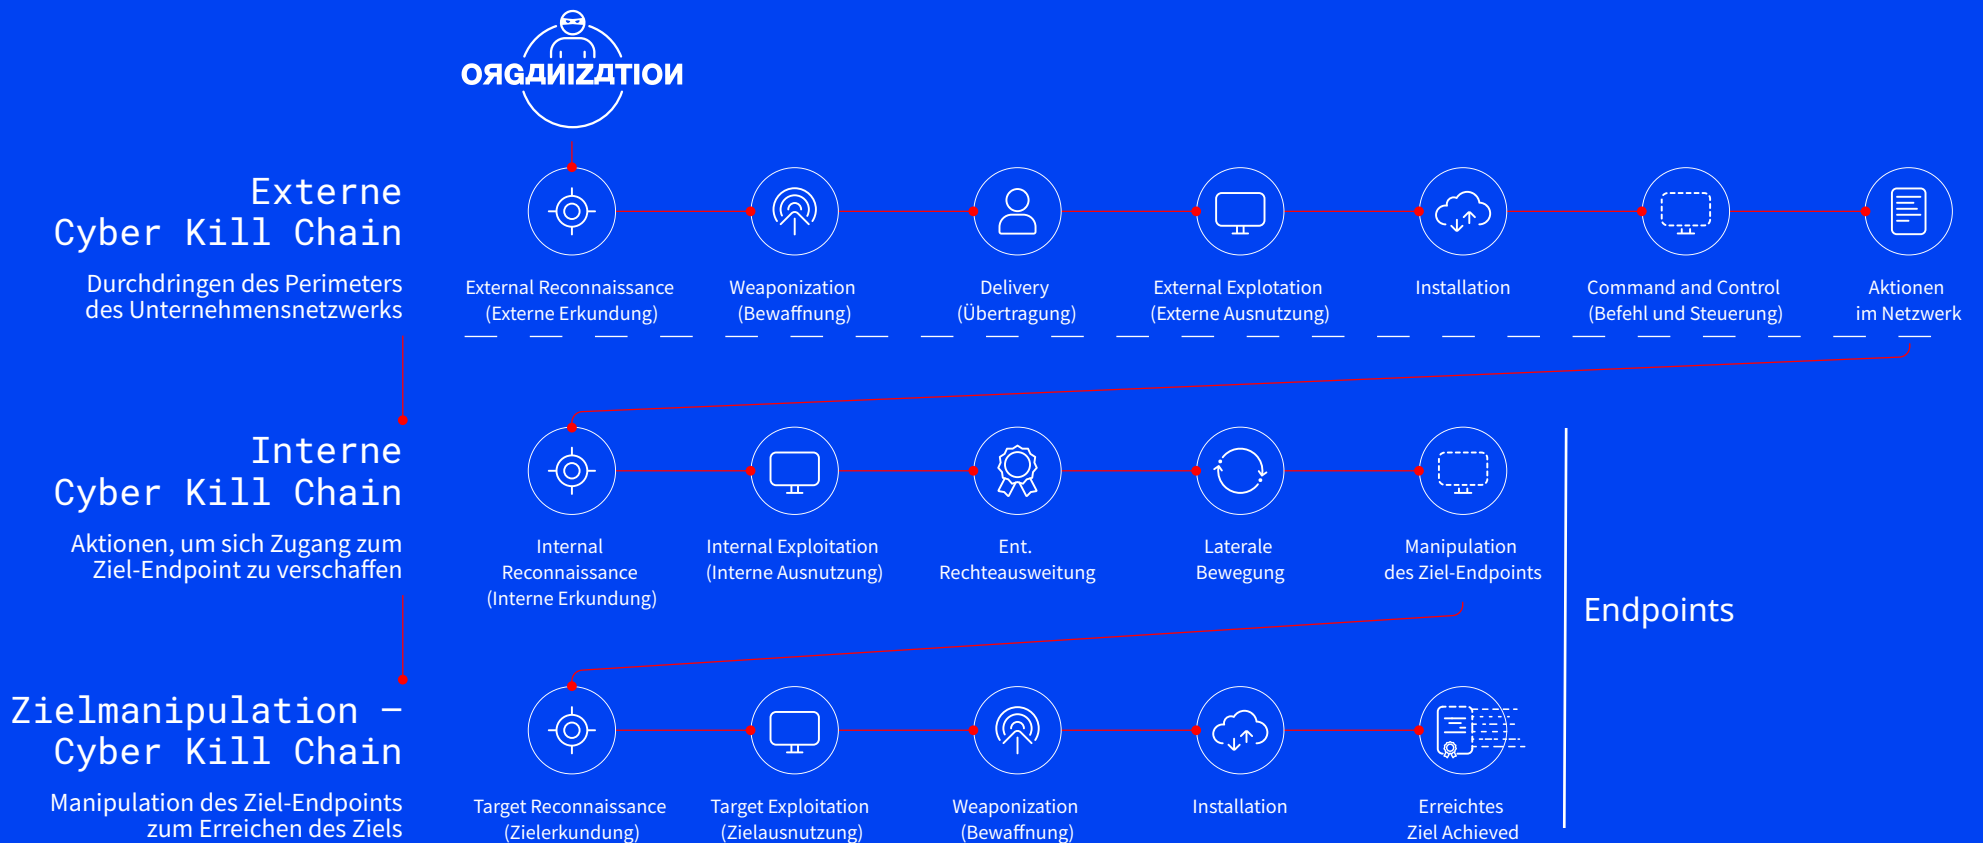 OЯGДИIZДTIOИ
Externe
Cyber Kill Chain
Durchdringen des Perimeters
des Unternehmensnetzwerks
External Reconnaissance
(Externe Erkundung)
Weaponization
(Bewaffnung)
Delivery
(Übertragung)
External Explotation
(Externe Ausnutzung)
Installation
Command and Control
(Befehl und Steuerung)
Aktionen
im Netzwerk
Interne
Cyber Kill Chain
Aktionen, um sich Zugang zum
Ziel-Endpoint zu verschaffen
Internal
Reconnaissance
(Interne Erkundung)
Internal Exploitation
(Interne Ausnutzung)
Ent.
Rechteausweitung
Laterale
Bewegung
Manipulation
des Ziel-Endpoints
Endpoints
Zielmanipulation –
Cyber Kill Chain
Manipulation des Ziel-Endpoints
zum Erreichen des Ziels
Target Reconnaissance
(Zielerkundung)
Target Exploitation
(Zielausnutzung)
Weaponization
(Bewaffnung)
Installation
Erreichtes
Ziel Achieved